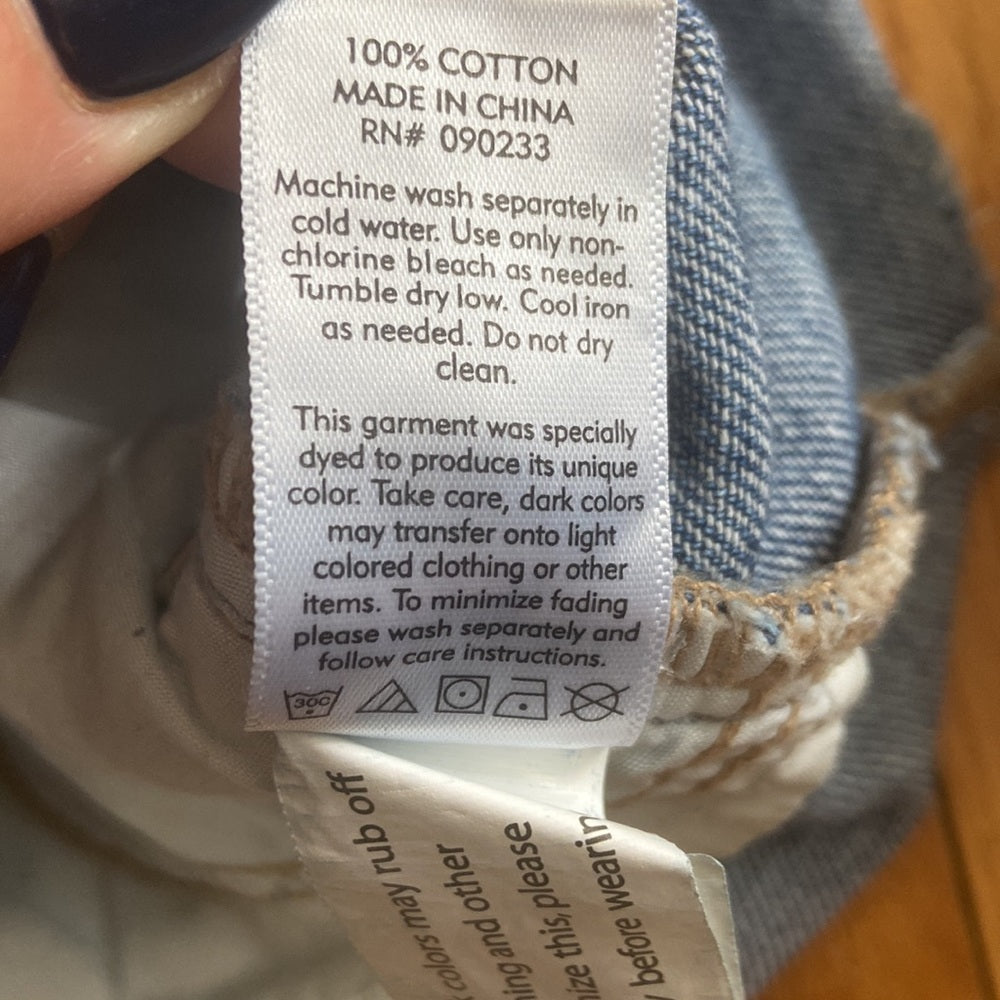 100% COTTON
MADE IN CHINA
RN# 090233
Machine wash separately in
cold water. Use only non-
chlorine bleach as needed.
Tumble dry low. Cool iron
as needed. Do not dry
clean.
This garment was specially
dyed to produce its unique
color. Take care, dark colors
may transfer onto light
colored clothing or other
items. To minimize fading
please wash separately and
follow care instructions.
30C
colors may rub off
and other
this, please
before